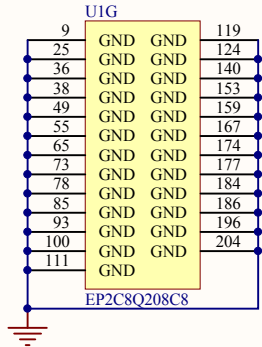 U1G
9 GND GND 119
25 GND GND 124
36 GND GND 140
38 GND GND 153
49 GND GND 159
55 GND GND 167
65 GND GND 174
73 GND GND 177
78 GND GND 184
85 GND GND 186
93 GND GND 196
100 GND GND 204
111 GND
EP2C8Q208C8